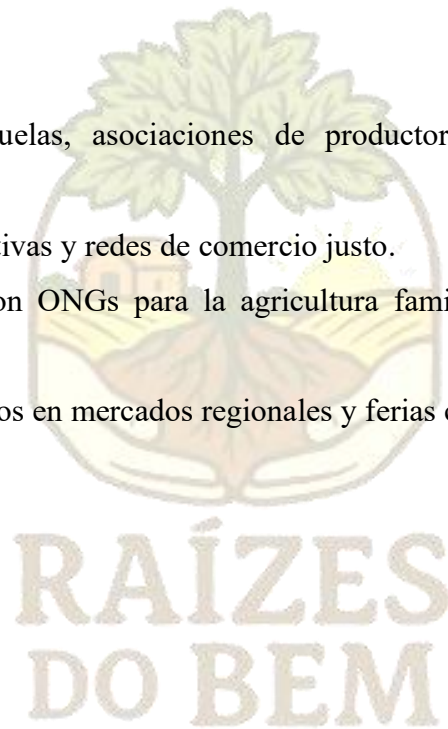 uelas, asociaciones de productor
tivas y redes de comercio justo.
on ONGs para la agricultura fami
os en mercados regionales y ferias
RAÍZES
DO BEM